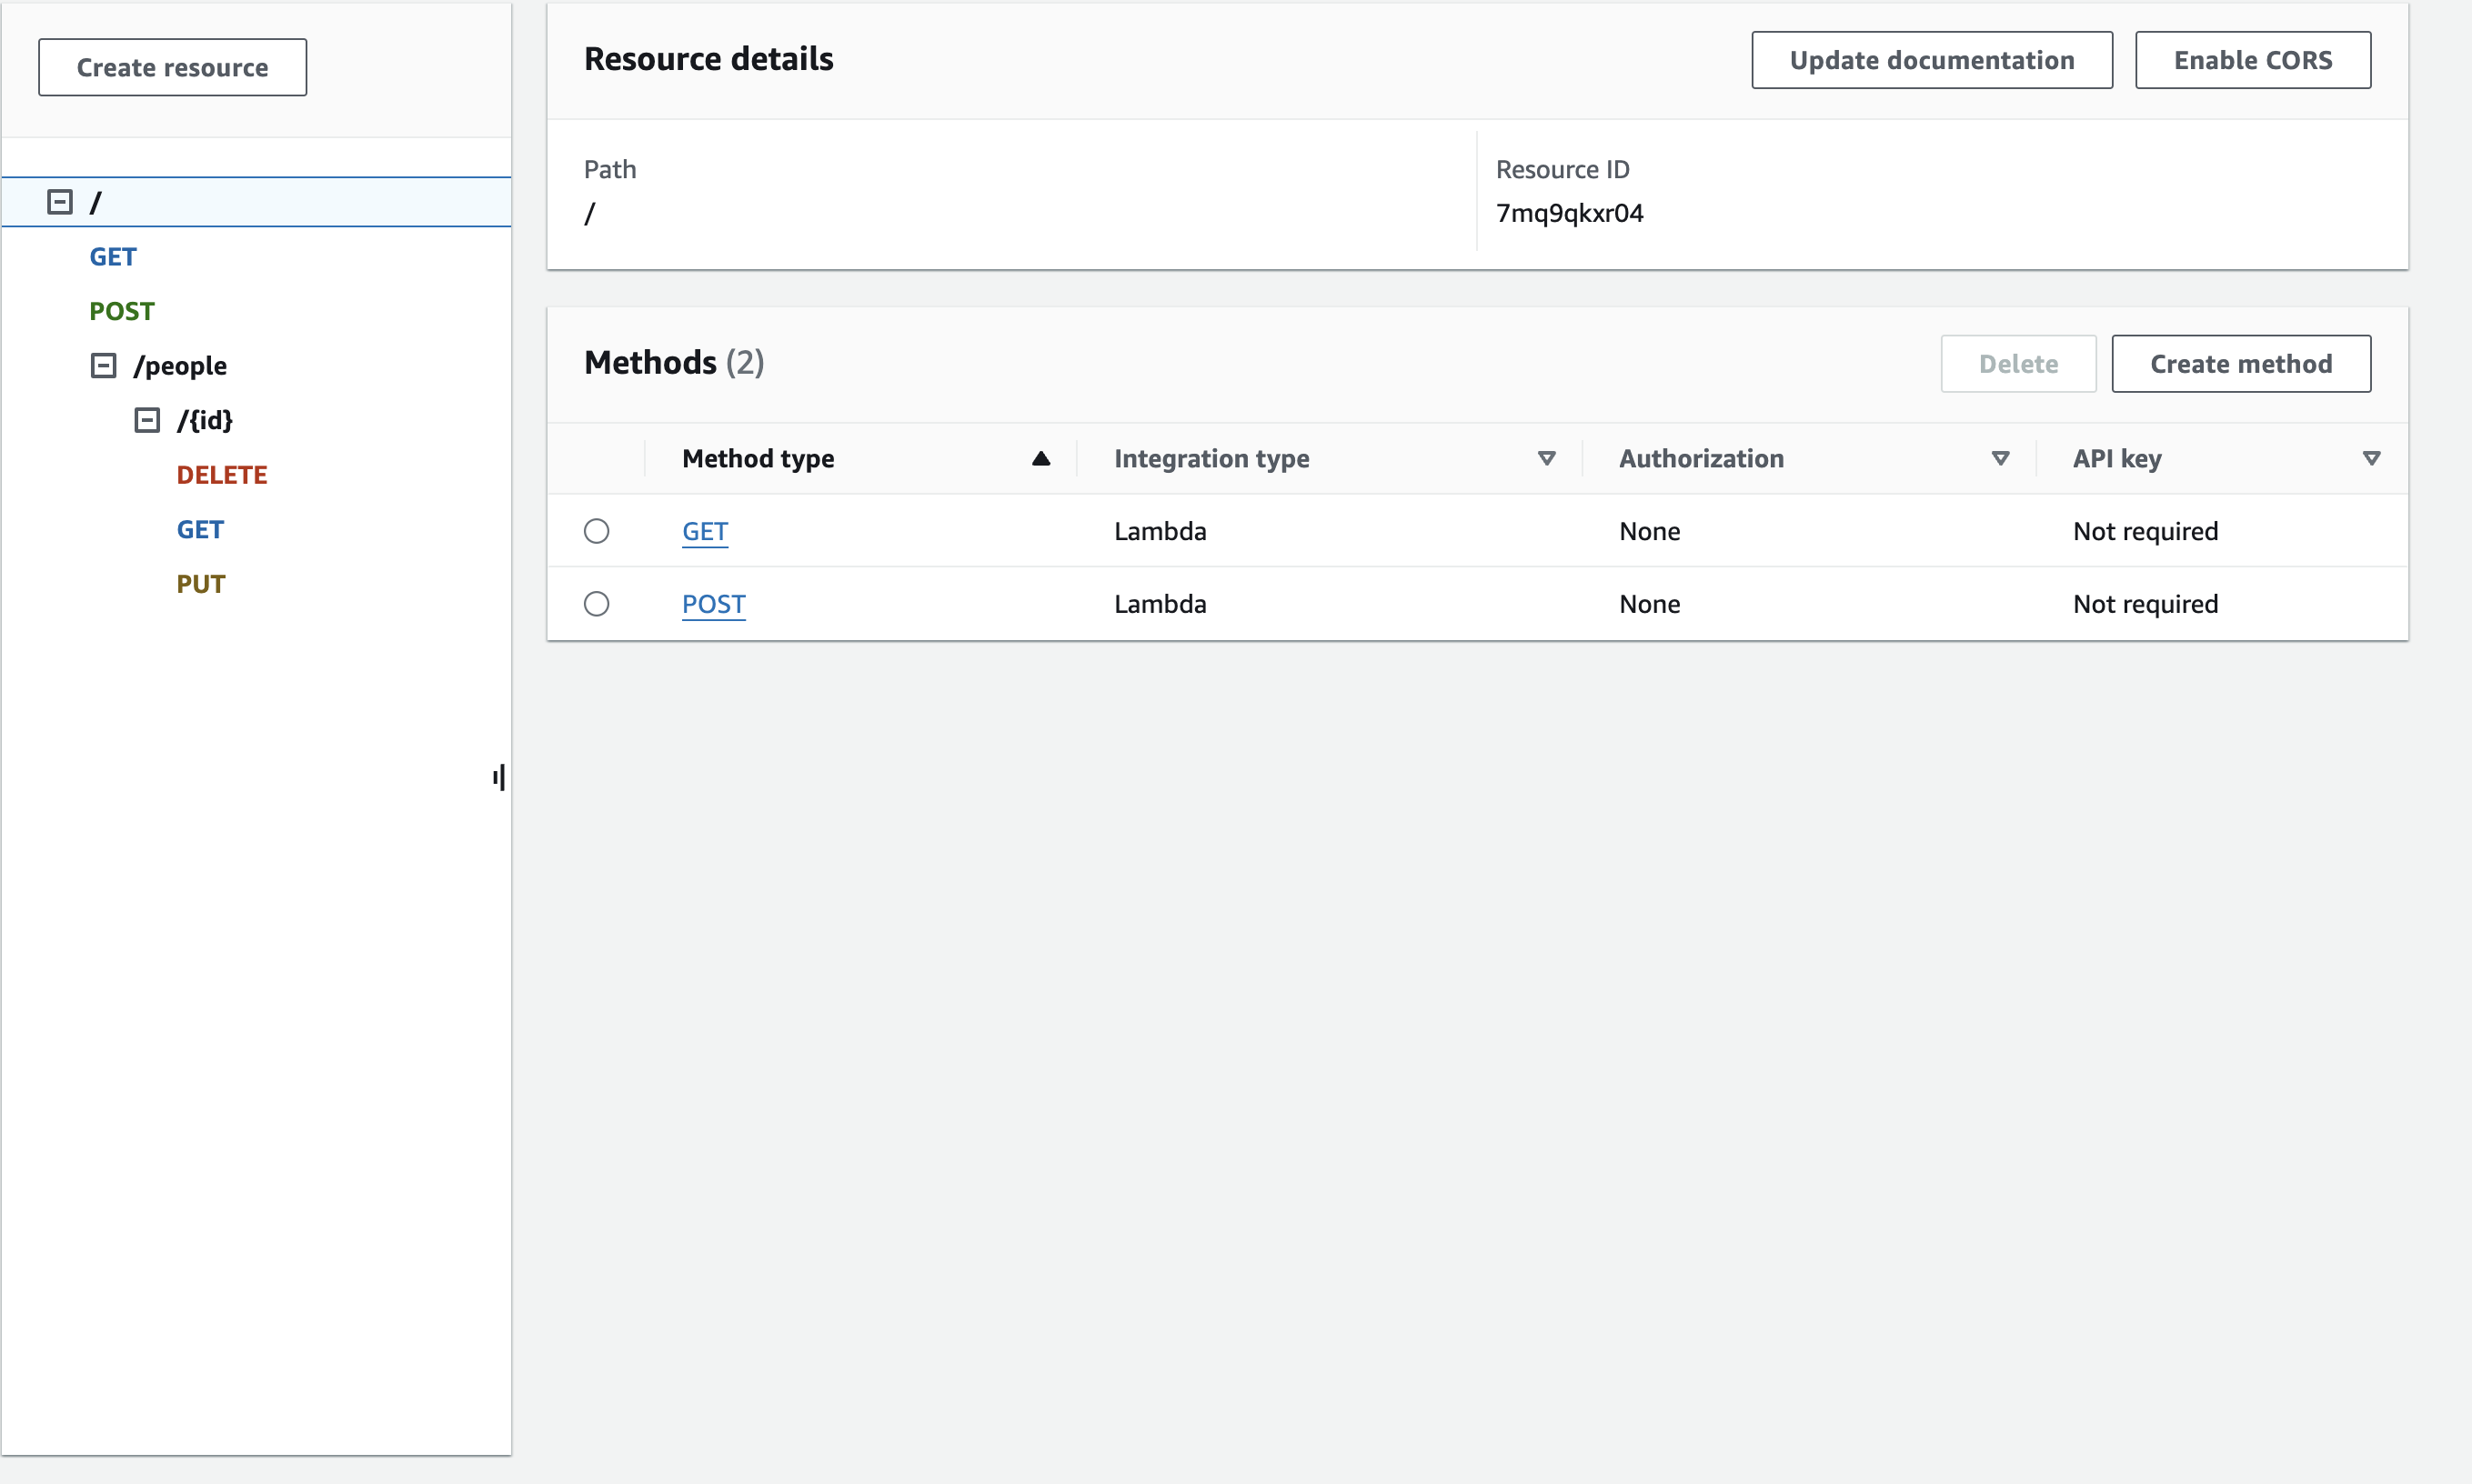 Create resource
/
GET
POST
/people
/{id}
DELETE
GET
PUT
Resource details
Update documentation
Enable CORS
Path
/
Resource ID
7mq9qkxr04
Methods (2)
Delete
Create method
Method type Integration type Authorization API key
GET Lambda None Not required
POST Lambda None Not required